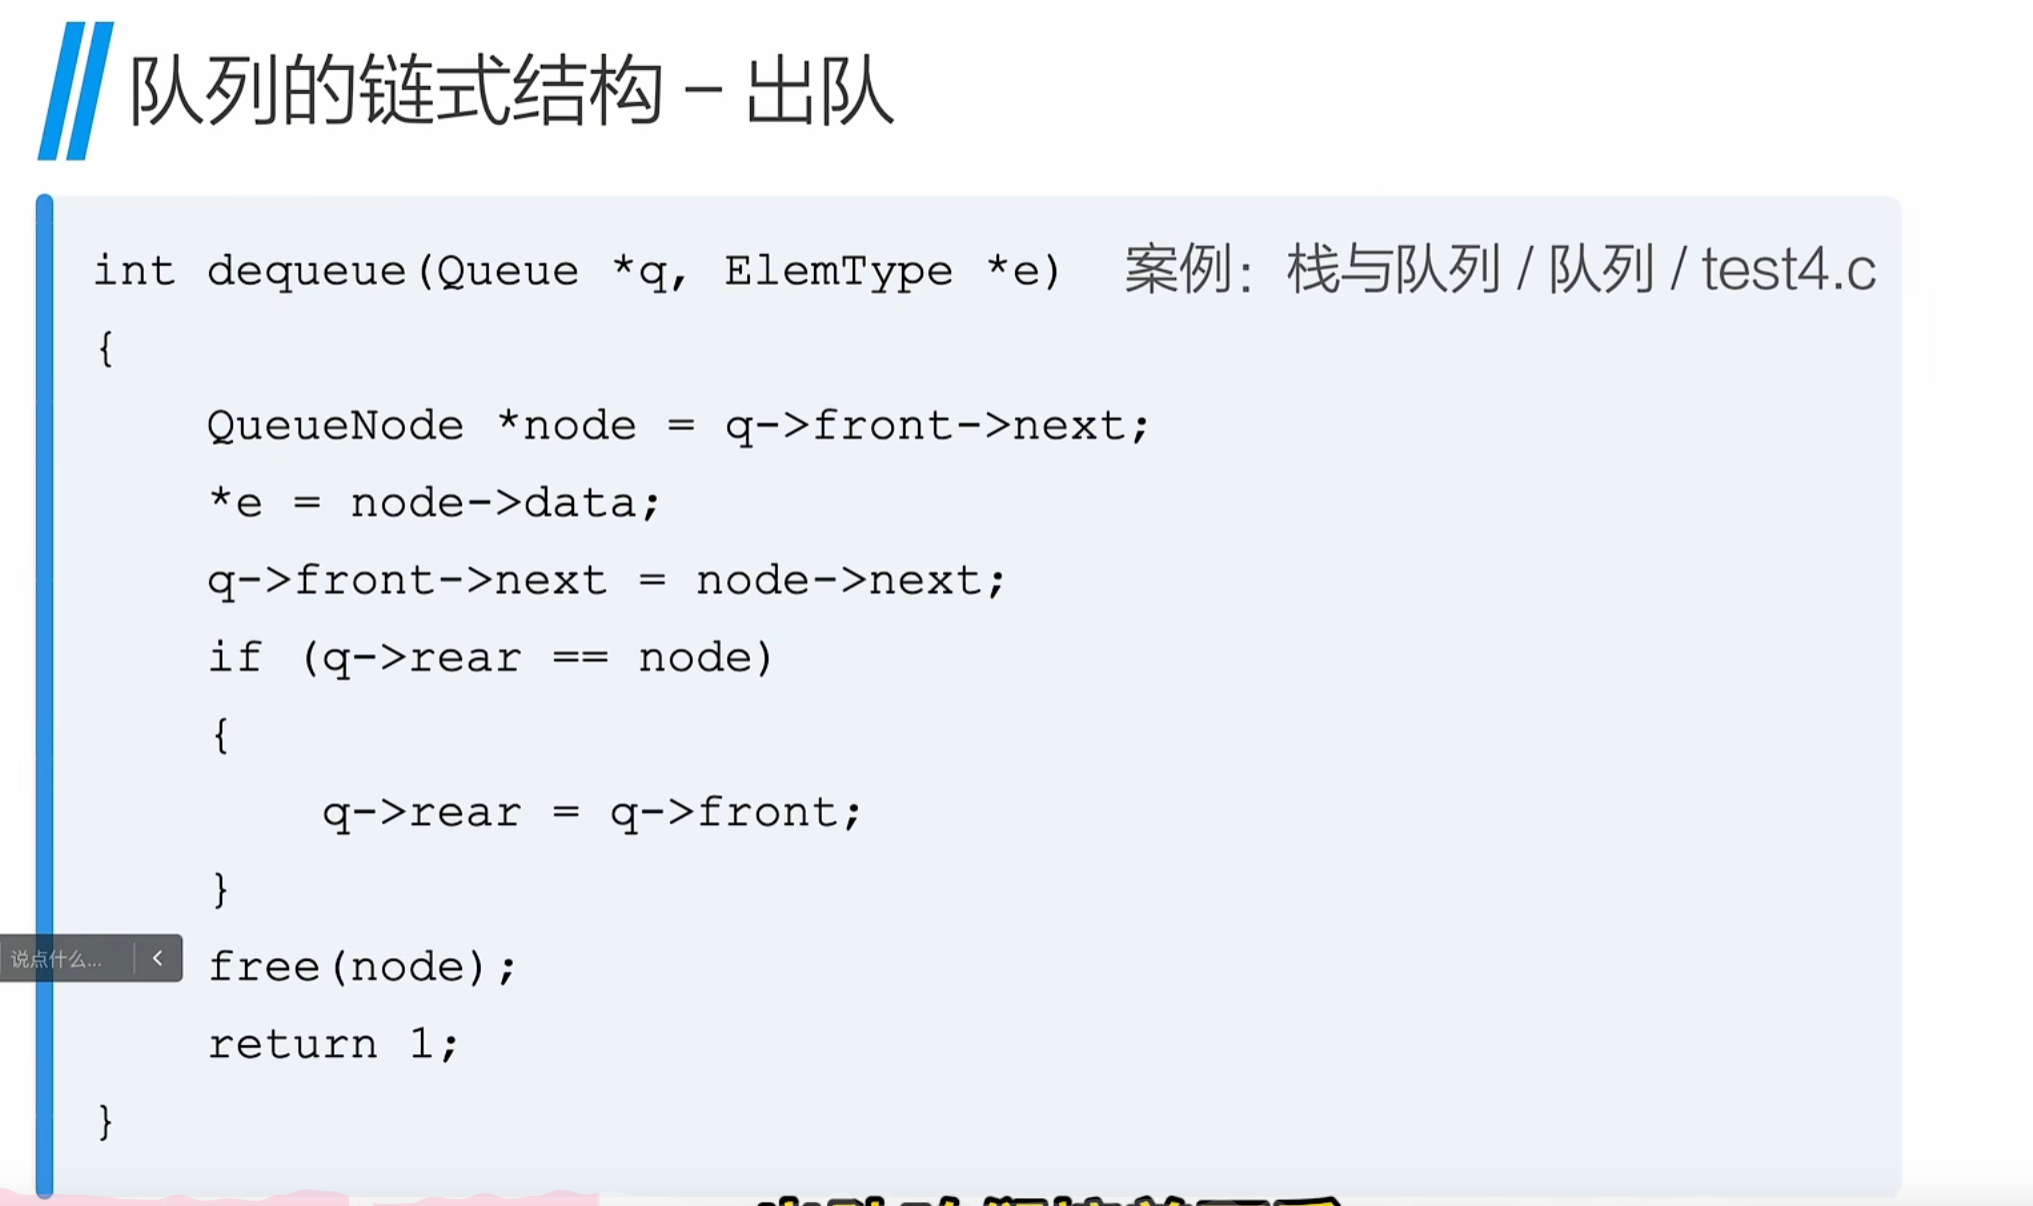 队列的链式结构 – 出队
int dequeue(Queue *q, ElemType *e) 案例：栈与队列 / 队列 / test4.c
{
QueueNode *node = q->front->next;
*e = node->data;
q->front->next = node->next;
if (q->rear == node)
{
q->rear = q->front;
}
说点什么... <
free(node);
return 1;
}